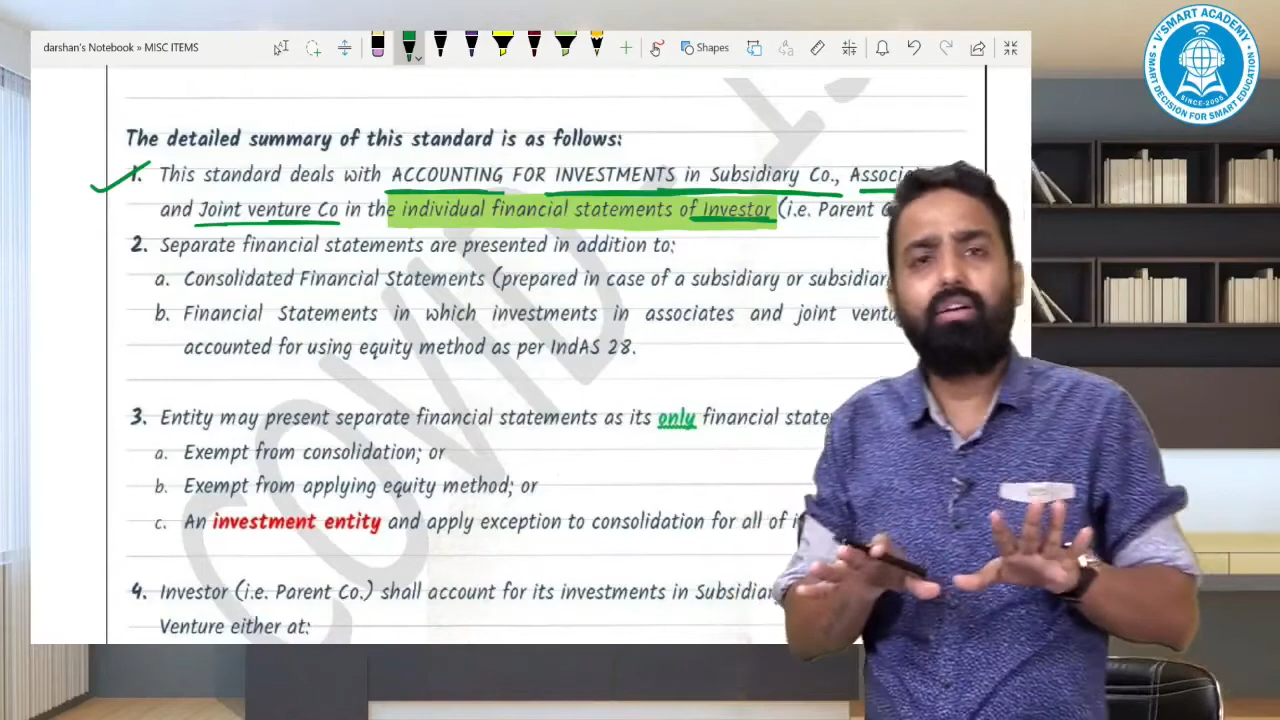 darshan's Notebook » MISC ITEMS
Shapes
V'SMART ACADEMY
SINCE-2005
SMART DECISION FOR SMART EDUCATION
The detailed summary of this standard is as follows:
1. This standard deals with ACCOUNTING FOR INVESTMENTS in Subsidiary Co.,
and Joint venture Co in the individual financial statements of Investor (i.e. Parent
2. Separate financial statements are presented in addition to:
a. Consolidated Financial Statements (prepared in case of a subsidiary or
b. Financial Statements in which investments in associates and joint
accounted for using equity method as per IndAS 28.
3. Entity may present separate financial statements as its only financial
a. Exempt from consolidation; or
b. Exempt from applying equity method; or
c. An investment entity and apply exception to consolidation for all of
4. Investor (i.e. Parent Co.) shall account for its investments in
Venture either at:
COVID